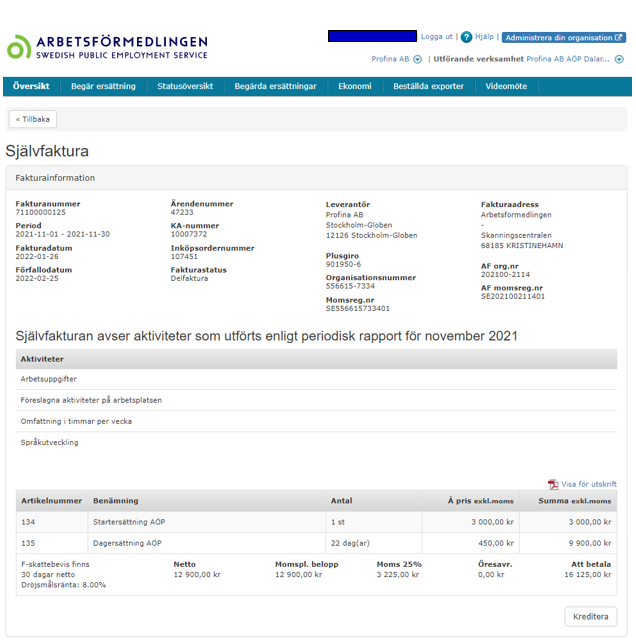 ARBETSFÖRMEDLINGEN
SWEDISH PUBLIC EMPLOYMENT SERVICE
Logga ut | ? Hjälp | Administrera din organisation
Profina AB | Utförande verksamhet Profina AB AÖP Dalar...
Översikt Begär ersättning Statusöversikt Begärda ersättningar Ekonomi Beställda exporter Videomöte
« Tillbaka
Självfaktura
Fakturainformation
Fakturanummer
71100000125
Period
2021-11-01 - 2021-11-30
Fakturadatum
2022-01-26
Förfallodatum
2022-02-25
Ärendenummer
47233
KA-nummer
10007372
Inköpsordernummer
107451
Fakturastatus
Delfaktura
Leverantör
Profina AB
Stockholm-Globen
12126 Stockholm-Globen
Plusgiro
901950-6
Organisationsnummer
556615-7334
Momsreg.nr
SE556615733401
Fakturaadress
Arbetsförmedlingen
-
Skanningscentralen
68185 KRISTINEHAMN
AF org.nr
202100-2114
AF momsreg.nr
SE202100211401
Självfakturan avser aktiviteter som utförts enligt periodisk rapport för november 2021
Aktiviteter
Arbetsuppgifter
Föreslagna aktiviteter på arbetsplatsen
Omfattning i timmar per vecka
Språkutveckling
Visa för utskrift
Artikelnummer Benämning Antal À pris exkl.moms Summa exkl.moms
134 Startersättning AÖP 1 st 3 000,00 kr 3 000,00 kr
135 Dagersättning AÖP 22 dag(ar) 450,00 kr 9 900,00 kr
F-skattebevis finns Netto Momspl. belopp Moms 25% Öresavr. Att betala
30 dagar netto 12 900,00 kr 12 900,00 kr 3 225,00 kr 0,00 kr 16 125,00 kr
Dröjsmålsränta: 8.00%
Kreditera